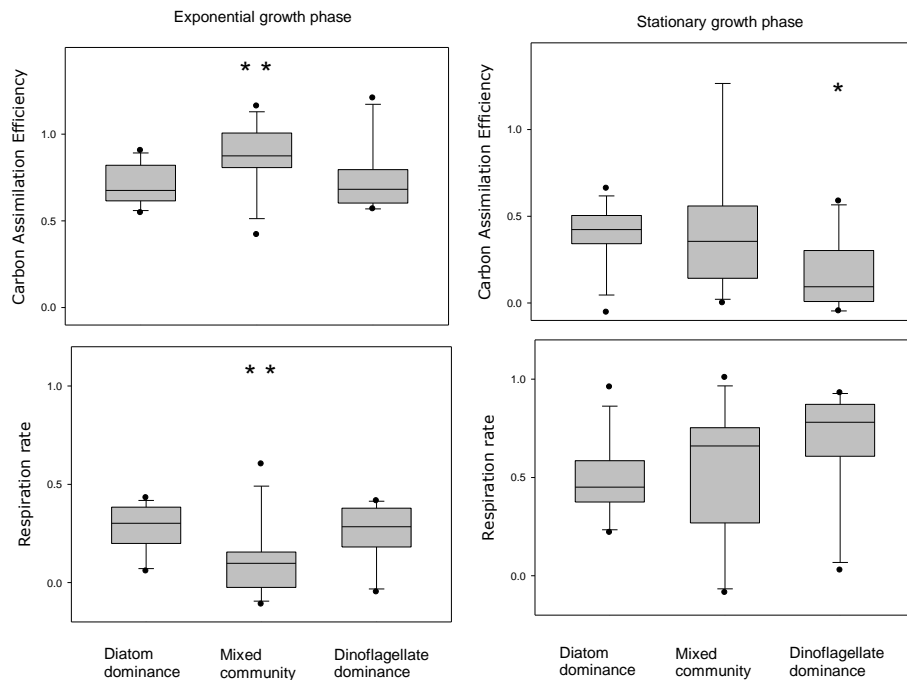 Exponential growth phase
Stationary growth phase
Carbon Assimilation Efficiency
1.0
0.5
0.0
* *
Carbon Assimilation Efficiency
1.0
0.5
0.0
*
Respiration rate
1.0
0.5
0.0
* *
Respiration rate
1.0
0.5
0.0
Diatom
dominance
Mixed
community
Dinoflagellate
dominance
Diatom
dominance
Mixed
community
Dinoflagellate
dominance